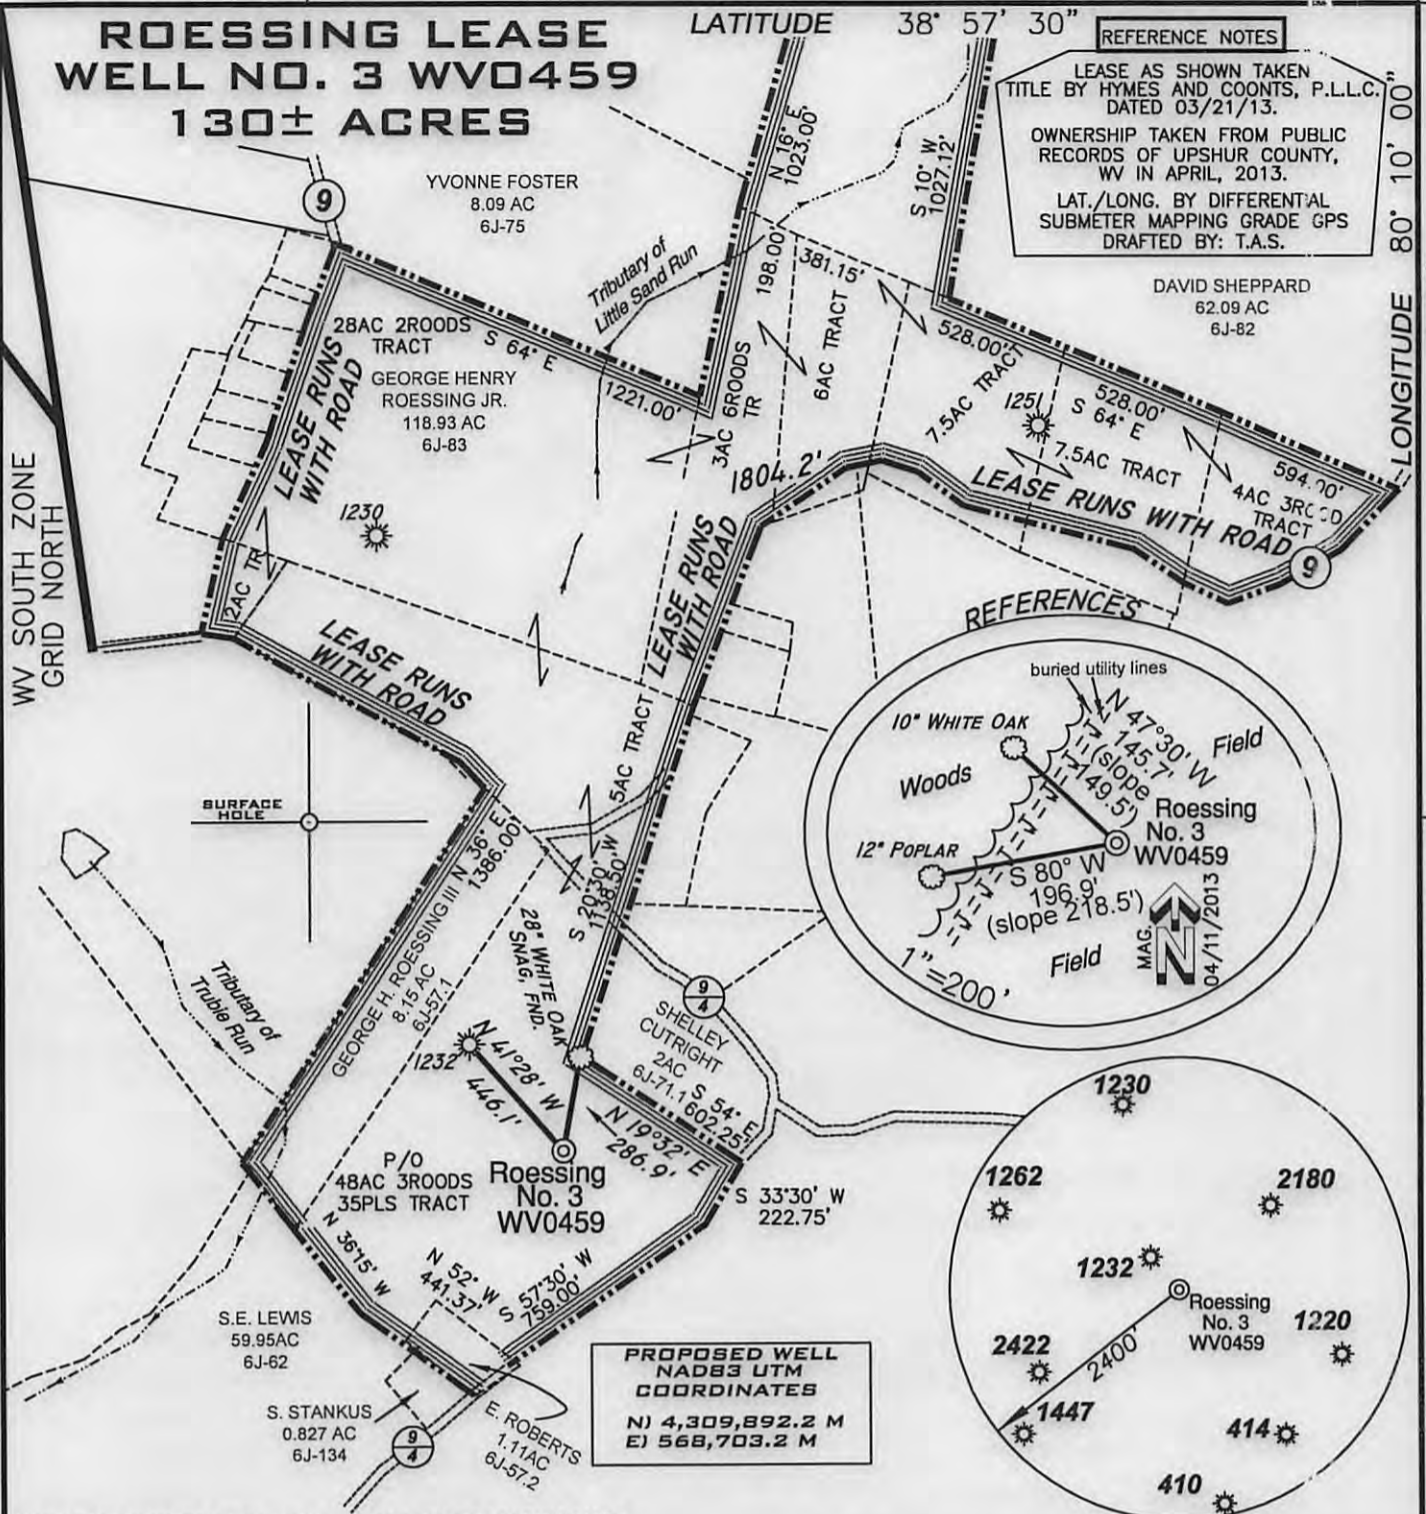 ROESSING LEASE
WELL NO. 3 WV0459
130± ACRES
LATITUDE 38° 57' 30"
REFERENCE NOTES
LEASE AS SHOWN TAKEN
TITLE BY HYMES AND COONTS, P.L.L.C.
DATED 03/21/13.
OWNERSHIP TAKEN FROM PUBLIC
RECORDS OF UPSHUR COUNTY,
WV IN APRIL, 2013.
LAT./LONG. BY DIFFERENTIAL
SUBMETER MAPPING GRADE GPS
DRAFTED BY: T.A.S.
LONGITUDE 80° 10' 00"
N 16° E
1023.00'
S 10° W
1027.12'
9
YVONNE FOSTER
8.09 AC
6J-75
DAVID SHEPPARD
62.09 AC
6J-82
Tributary of
Little Sand Run
198.00'
381.15'
28AC 2ROODS
TRACT
S 64° E
1221.00'
GEORGE HENRY
ROESSING JR.
118.93 AC
6J-83
LEASE RUNS
WITH ROAD
3AC 6ROODS
TR
6AC TRACT
528.00'
7.5AC TRACT
1251
528.00'
S 64° E
7.5AC TRACT
594.00'
4AC 3ROOD
TRACT
1804.2'
LEASE RUNS WITH ROAD
9
WV SOUTH ZONE
GRID NORTH
1230
2AC TR
LEASE RUNS
WITH ROAD
LEASE RUNS
WITH ROAD
5AC TRACT
REFERENCES
buried utility lines
10" WHITE OAK
N 47°30' W
145.7'
(slope
149.5')
Field
Woods
Roessing
No. 3
WV0459
12" POPLAR
S 80° W
196.9'
(slope 218.5')
Field
1"=200'
MAG.
N
04/11/2013
SURFACE
HOLE
N 36° E
1386.00'
S 20°30' W
1138.50'
28" WHITE OAK
SNAG, FND.
Tributary of
Truble Run
GEORGE H. ROESSING III
8.15 AC
6J-57.1
9
4
SHELLEY
CUTRIGHT
2AC
6J-71.1
S 54° E
602.25'
1232
N 41°28' W
446.1'
N 19°32' E
286.9'
P/O
48AC 3ROODS
35PLS TRACT
Roessing
No. 3
WV0459
S 33°30' W
222.75'
N 36°15' W
N 52° W
441.37'
S 57°30' W
759.00'
S.E. LEWIS
59.95AC
6J-62
S. STANKUS
0.827 AC
6J-134
9
4
E. ROBERTS
1.11AC
6J-57.2
PROPOSED WELL
NAD83 UTM
COORDINATES
N) 4,309,892.2 M
E) 568,703.2 M
1230
1262
2180
1232
Roessing
No. 3
WV0459
1220
2422
2400'
1447
414
410